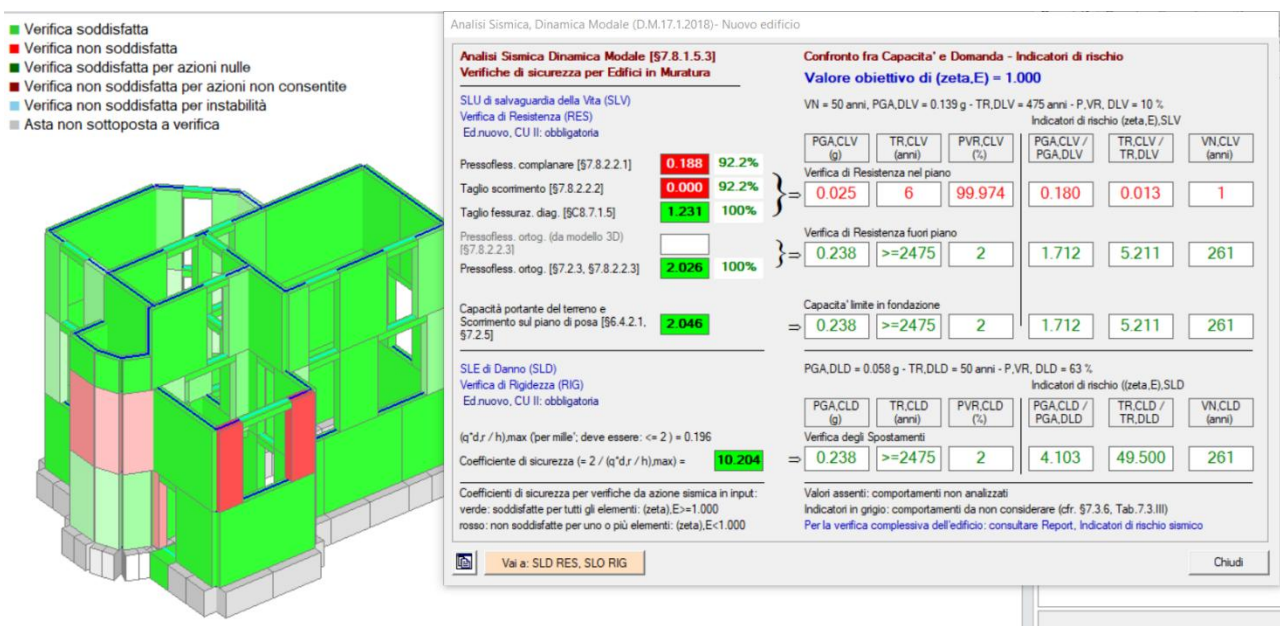 Verifica soddisfatta
Verifica non soddisfatta
Verifica soddisfatta per azioni nulle
Verifica non soddisfatta per azioni non consentite
Verifica non soddisfatta per instabilità
Asta non sottoposta a verifica
Analisi Sismica, Dinamica Modale (D.M.17.1.2018)- Nuovo edificio
Analisi Sismica Dinamica Modale [§7.8.1.5.3]
Verifiche di sicurezza per Edifici in Muratura
SLU di salvaguardia della Vita (SLV)
Verifica di Resistenza (RES)
Ed.nuovo, CU II: obbligatoria
Pressofless. complanare [§7.8.2.2.1] 0.188 92.2%
Taglio scorrimento [§7.8.2.2.2] 0.000 92.2%
Taglio fessuraz. diag. [§C8.7.1.5] 1.231 100%
Pressofless. ortog. (da modello 3D)
[§7.8.2.2.3]
Pressofless. ortog. [§7.2.3, §7.8.2.2.3] 2.026 100%
Capacità portante del terreno e
Scorrimento sul piano di posa [§6.4.2.1,
§7.2.5] 2.046
SLE di Danno (SLD)
Verifica di Rigidezza (RIG)
Ed.nuovo, CU II: obbligatoria
(q*d,r / h),max ('per mille'; deve essere: <= 2 ) = 0.196
Coefficiente di sicurezza (= 2 / (q*d,r / h),max) = 10.204
Coefficienti di sicurezza per verifiche da azione sismica in input:
verde: soddisfatte per tutti gli elementi: (zeta),E>=1.000
rosso: non soddisfatte per uno o più elementi: (zeta),E<1.000
Vai a: SLD RES, SLO RIG
Confronto fra Capacita' e Domanda - Indicatori di rischio
Valore obiettivo di (zeta,E) = 1.000
VN = 50 anni, PGA,DLV = 0.139 g - TR,DLV = 475 anni - P,VR, DLV = 10 %
Indicatori di rischio (zeta,E),SLV
PGA,CLV (g) TR,CLV (anni) PVR,CLV (%) PGA,CLV / PGA,DLV TR,CLV / TR,DLV VN,CLV (anni)
Verifica di Resistenza nel piano
⇒ 0.025 6 99.974 0.180 0.013 1
Verifica di Resistenza fuori piano
⇒ 0.238 >=2475 2 1.712 5.211 261
Capacita' limite in fondazione
⇒ 0.238 >=2475 2 1.712 5.211 261
PGA,DLD = 0.058 g - TR,DLD = 50 anni - P,VR, DLD = 63 %
Indicatori di rischio ((zeta,E),SLD
PGA,CLD (g) TR,CLD (anni) PVR,CLD (%) PGA,CLD / PGA,DLD TR,CLD / TR,DLD VN,CLD (anni)
Verifica degli Spostamenti
⇒ 0.238 >=2475 2 4.103 49.500 261
Valori assenti: comportamenti non analizzati
Indicatori in grigio: comportamenti da non considerare (cfr. §7.3.6, Tab.7.3.III)
Per la verifica complessiva dell'edificio: consultare Report, Indicatori di rischio sismico
Chiudi